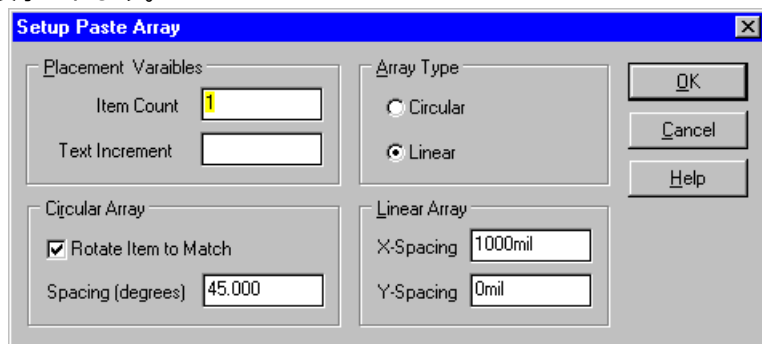 Setup Paste Array
Placement Varaibles
Item Count 1
Text Increment
Array Type
Circular
Linear
OK
Cancel
Help
Circular Array
Rotate Item to Match
Spacing (degrees) 45.000
Linear Array
X-Spacing 1000mil
Y-Spacing 0mil